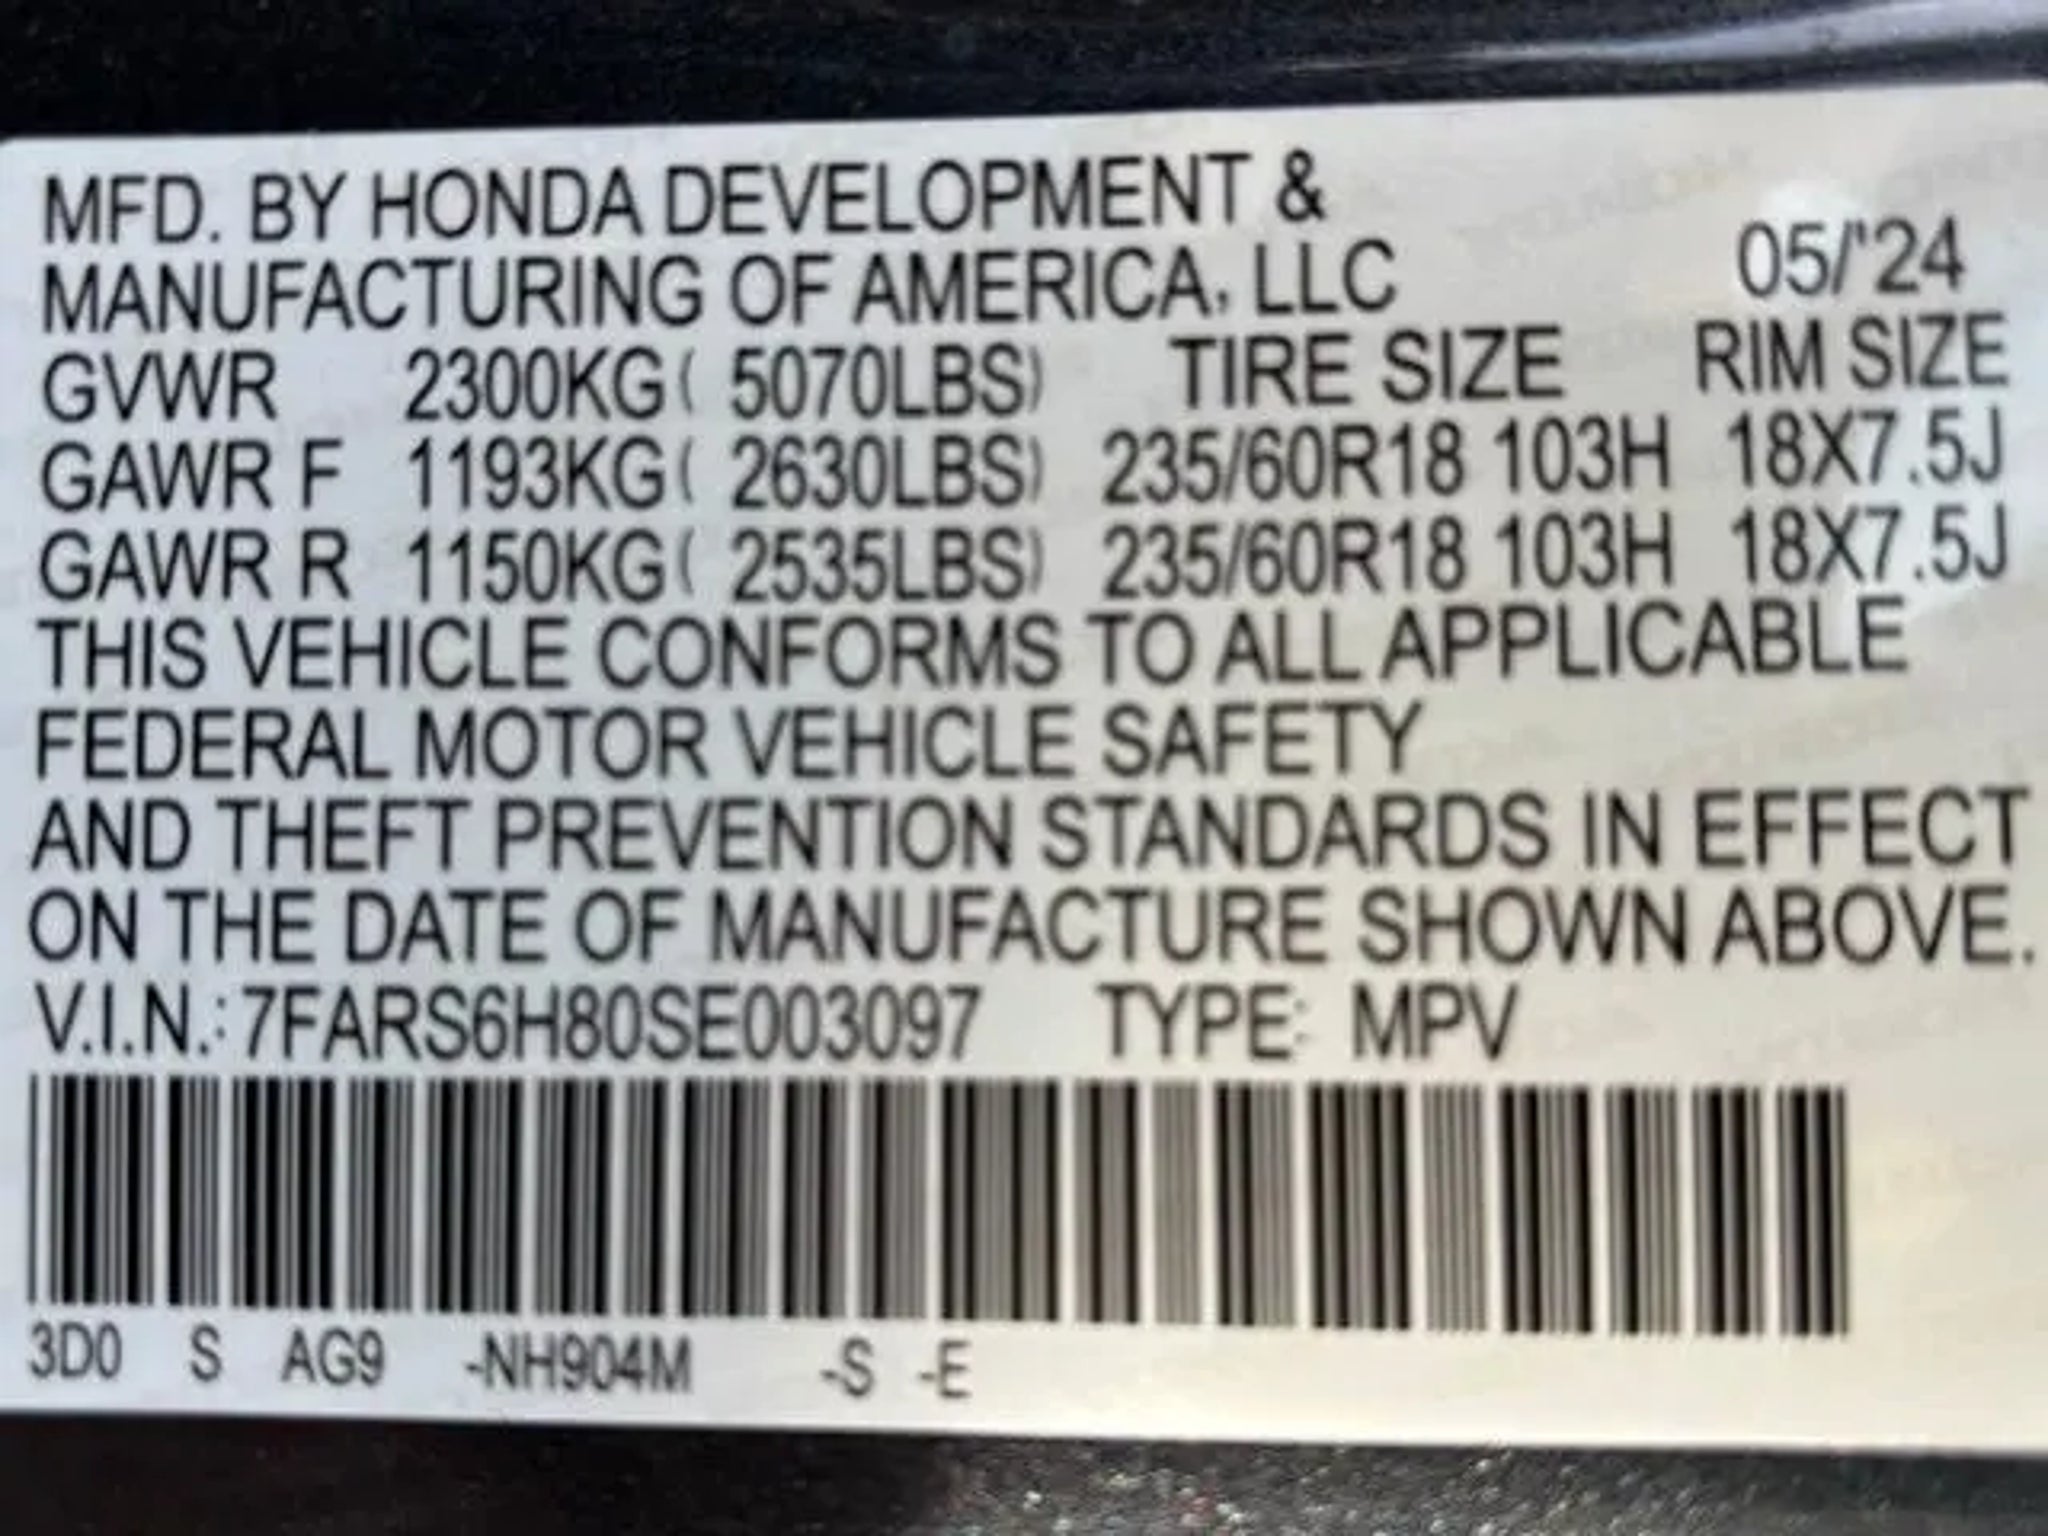 MFD. BY HONDA DEVELOPMENT &
MANUFACTURING OF AMERICA, LLC 05/'24
GVWR 2300KG( 5070LBS) TIRE SIZE RIM SIZE
GAWR F 1193KG( 2630LBS) 235/60R18 103H 18X7.5J
GAWR R 1150KG( 2535LBS) 235/60R18 103H 18X7.5J
THIS VEHICLE CONFORMS TO ALL APPLICABLE
FEDERAL MOTOR VEHICLE SAFETY
AND THEFT PREVENTION STANDARDS IN EFFECT
ON THE DATE OF MANUFACTURE SHOWN ABOVE.
V.I.N.: 7FARS6H80SE003097 TYPE: MPV
3D0 S AG9 -NH904M -S -E